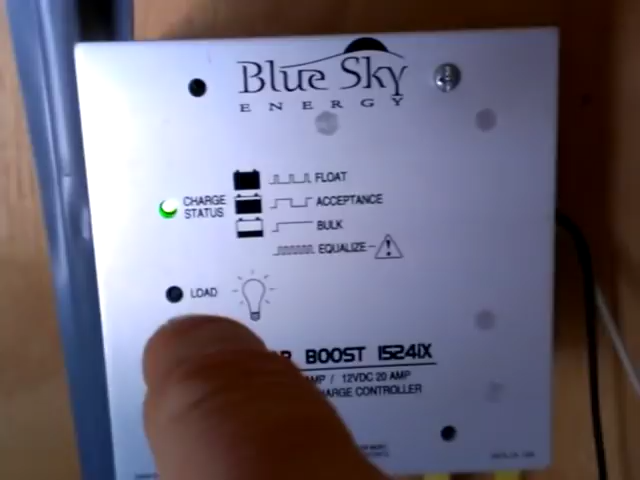 Blue Sky
ENERGY
FLOAT
CHARGE STATUS
ACCEPTANCE
BULK
EQUALIZE
LOAD
BOOST 1524iX
/ 12VDC 20 AMP
CHARGE CONTROLLER